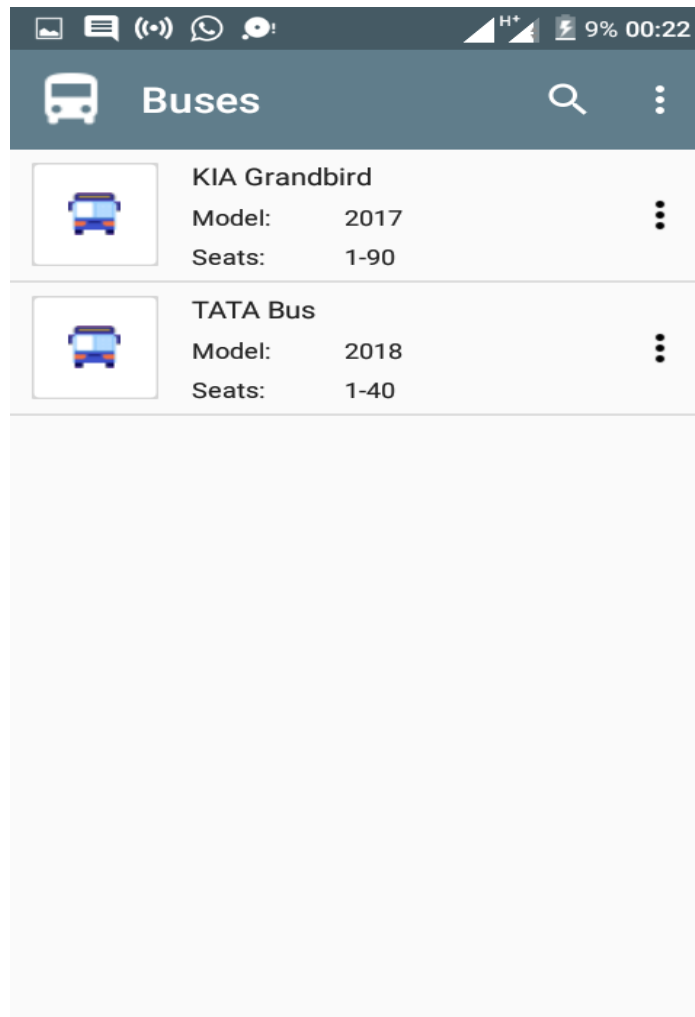 H+ 9% 00:22
Buses
KIA Grandbird
Model: 2017
Seats: 1-90
TATA Bus
Model: 2018
Seats: 1-40